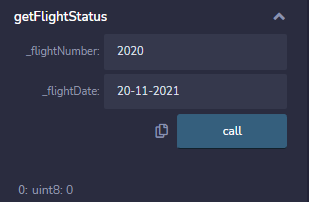 getFlightStatus
_flightNumber: 2020
_flightDate: 20-11-2021
call
0: uint8: 0